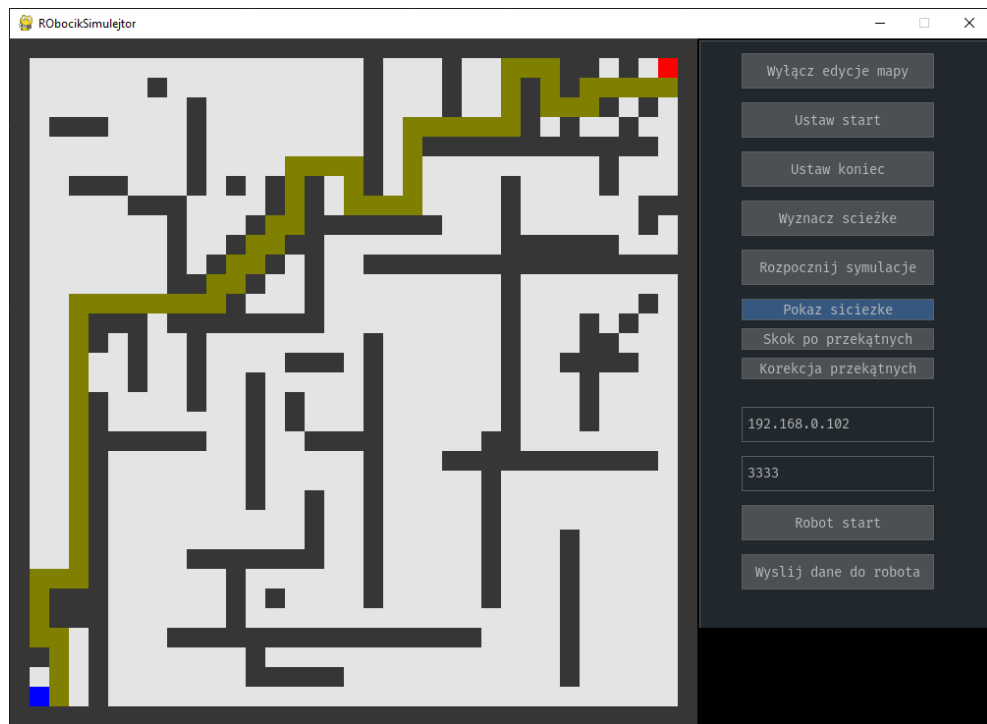 RObocikSimulejtor
Wyłącz edycje mapy
Ustaw start
Ustaw koniec
Wyznacz scieżke
Rozpocznij symulacje
Pokaz siciezke
Skok po przekątnych
Korekcja przekątnych
192.168.0.102
3333
Robot start
Wyslij dane do robota